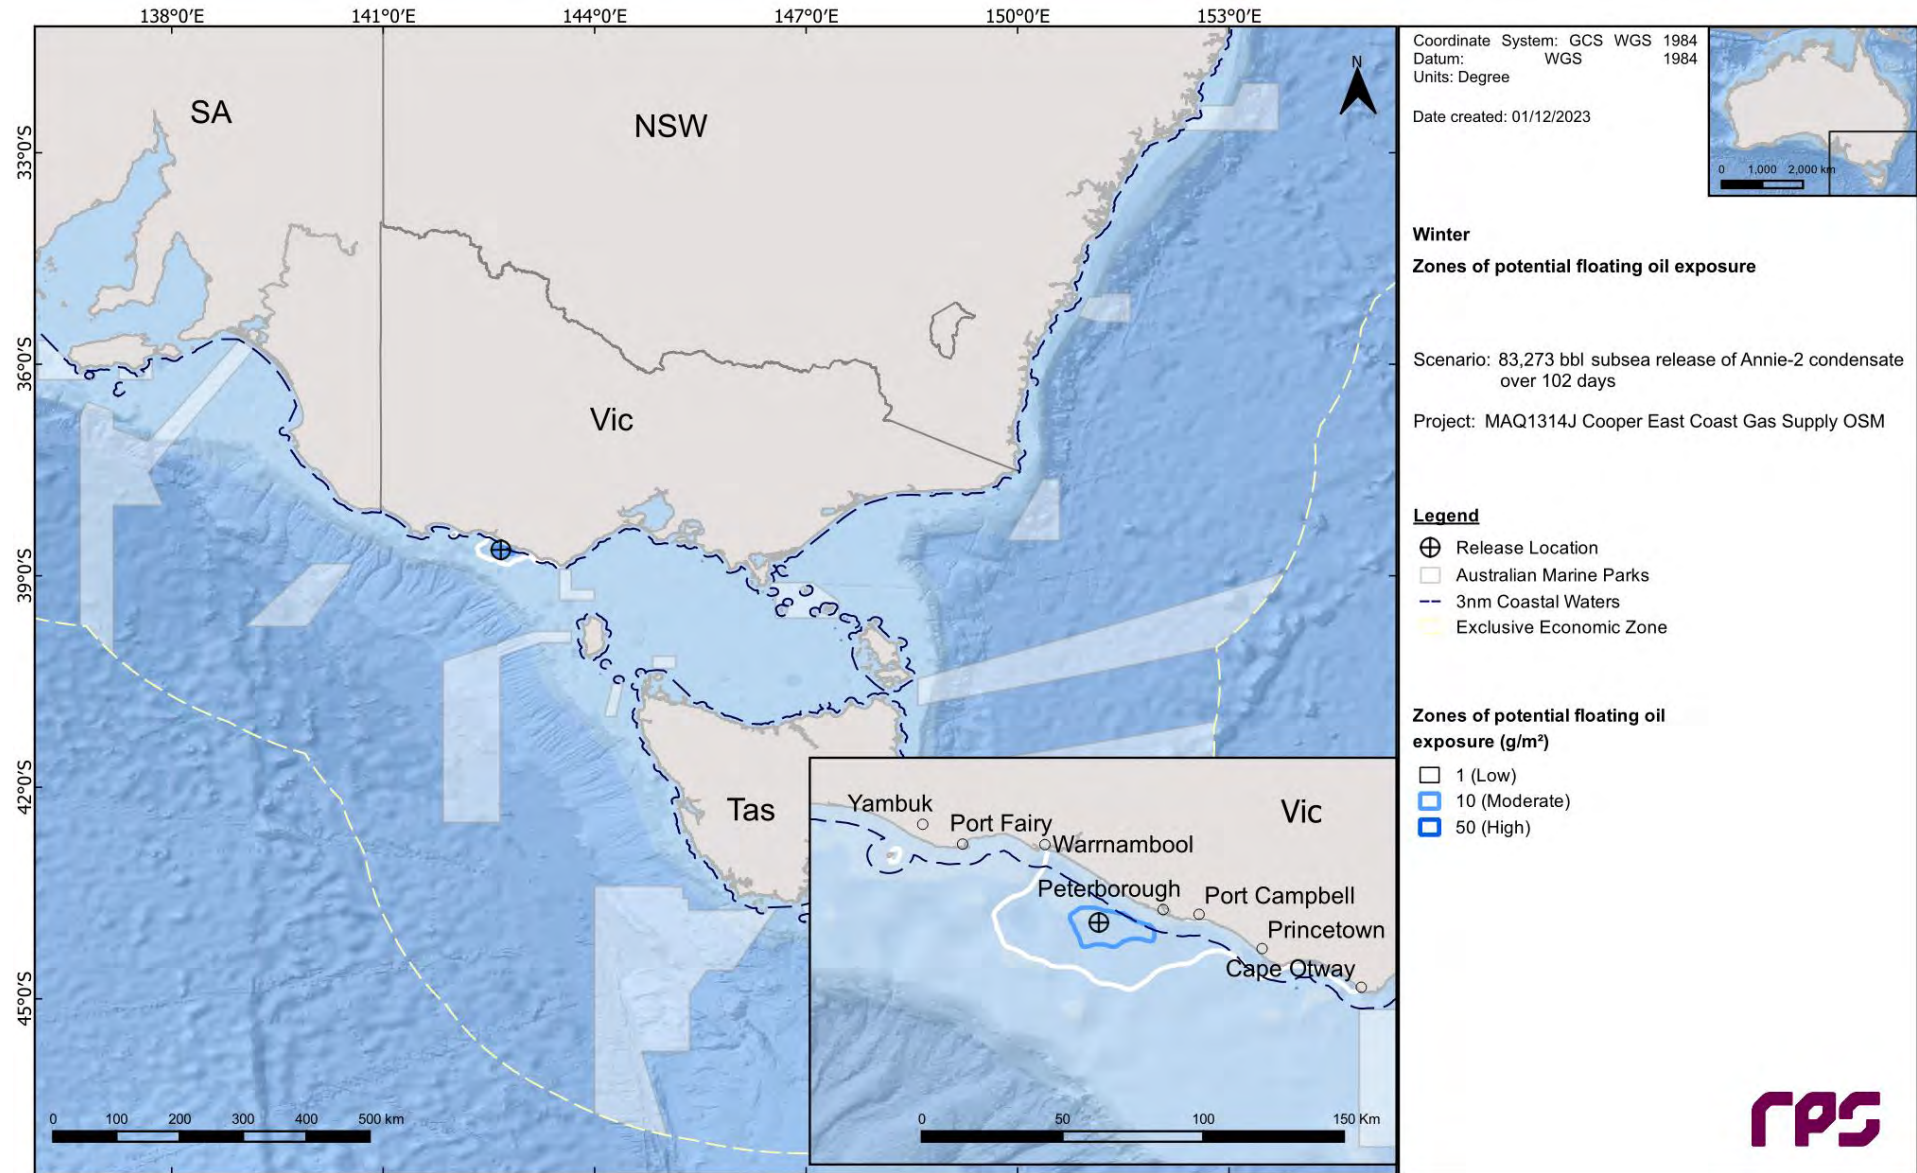 138°0'E 141°0'E 144°0'E 147°0'E 150°0'E 153°0'E
33°0'S
36°0'S
39°0'S
42°0'S
45°0'S
SA
NSW
Vic
Tas
N
0 100 200 300 400 500 km
Yambuk
Port Fairy
Warrnambool
Vic
Peterborough
Port Campbell
Princetown
Cape Otway
0 50 100 150 Km
Coordinate System: GCS WGS 1984
Datum: WGS 1984
Units: Degree
Date created: 01/12/2023
0 1,000 2,000 km
Winter
Zones of potential floating oil exposure
Scenario: 83,273 bbl subsea release of Annie-2 condensate
over 102 days
Project: MAQ1314J Cooper East Coast Gas Supply OSM
Legend
Release Location
Australian Marine Parks
3nm Coastal Waters
Exclusive Economic Zone
Zones of potential floating oil
exposure (g/m²)
1 (Low)
10 (Moderate)
50 (High)
rps